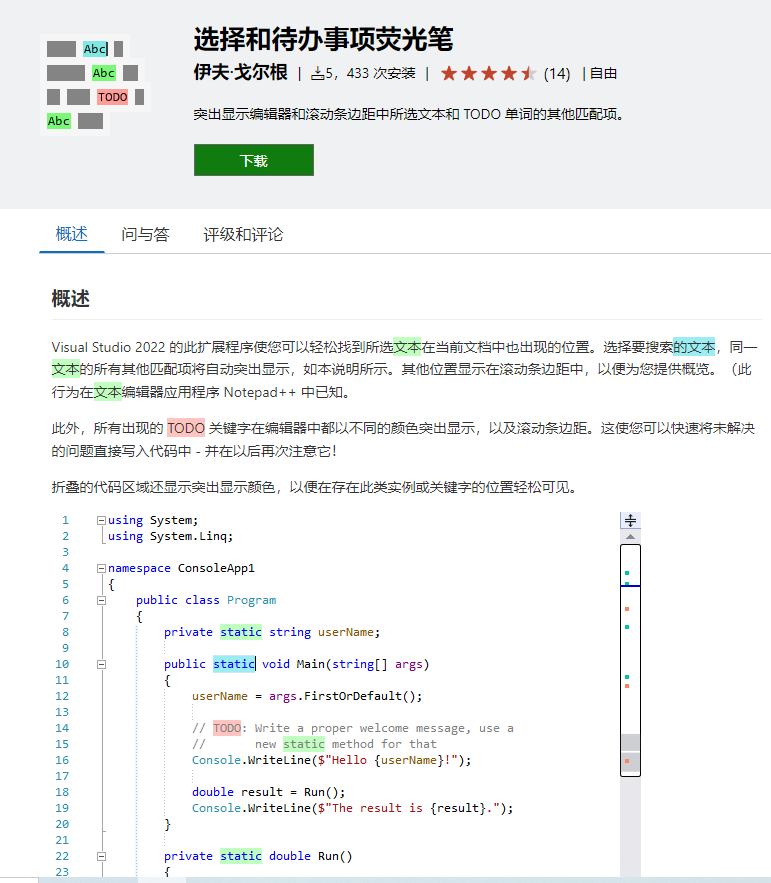 选择和待办事项荧光笔
Abc
伊夫·戈尔根 | 5，433 次安装 | (14) | 自由
Abc
TODO
突出显示编辑器和滚动条边距中所选文本和 TODO 单词的其他匹配项。
Abc
下载
概述 问与答 评级和评论
概述
Visual Studio 2022 的此扩展程序使您可以轻松找到所选文本在当前文档中也出现的位置。选择要搜索的文本，同一
文本的所有其他匹配项将自动突出显示，如本说明所示。其他位置显示在滚动条边距中，以便为您提供概览。（此
行为在文本编辑器应用程序 Notepad++ 中已知。
此外，所有出现的 TODO 关键字在编辑器中都以不同的颜色突出显示，以及滚动条边距。这使您可以快速将未解决
的问题直接写入代码中 - 并在以后再次注意它！
折叠的代码区域还显示突出显示颜色，以便在存在此类实例或关键字的位置轻松可见。
1 using System;
2 using System.Linq;
3
4 namespace ConsoleApp1
5 {
6 public class Program
7 {
8 private static string userName;
9
10 public static void Main(string[] args)
11 {
12 userName = args.FirstOrDefault();
13
14 // TODO: Write a proper welcome message, use a
15 // new static method for that
16 Console.WriteLine($"Hello {userName}!");
17
18 double result = Run();
19 Console.WriteLine($"The result is {result}.");
20 }
21
22 private static double Run()
23 {